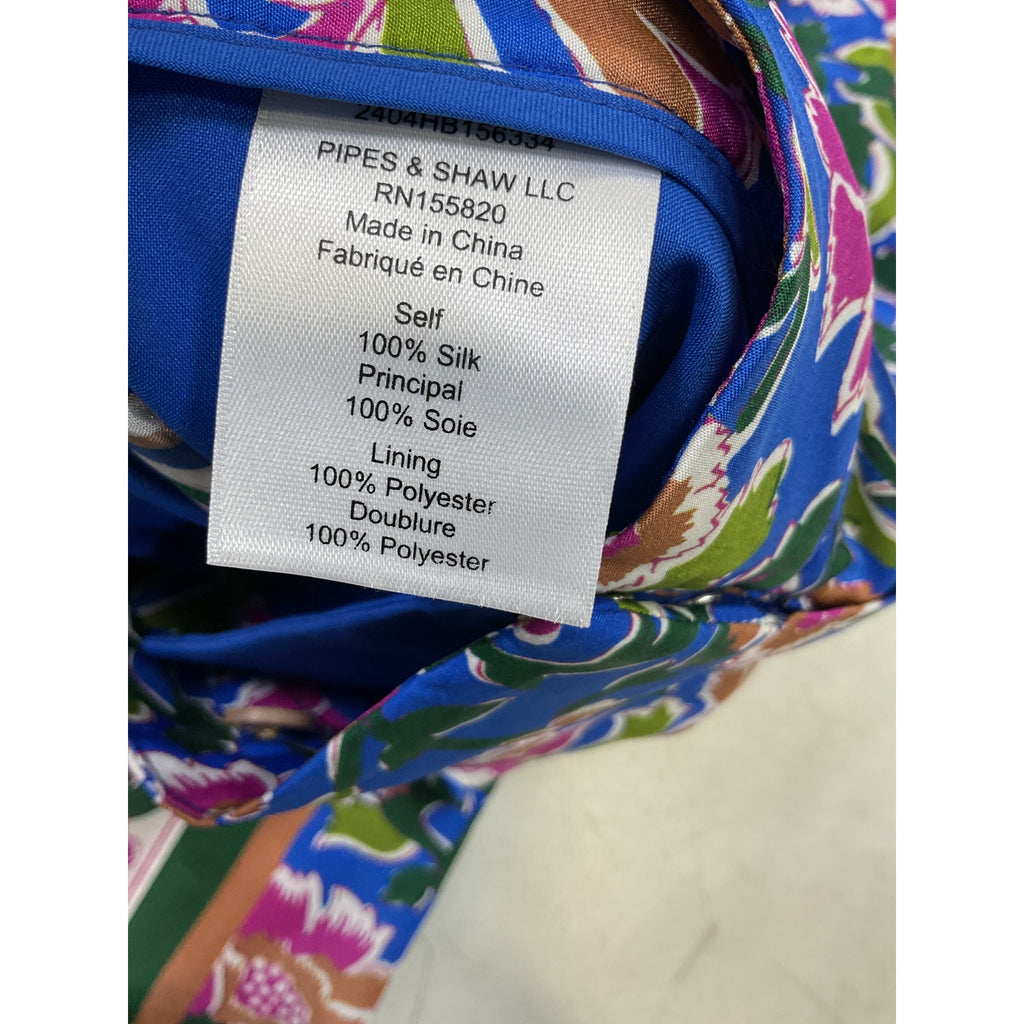 2404HB156334
PIPES & SHAW LLC
RN155820
Made in China
Fabriqué en Chine
Self
100% Silk
Principal
100% Soie
Lining
100% Polyester
Doublure
100% Polyester